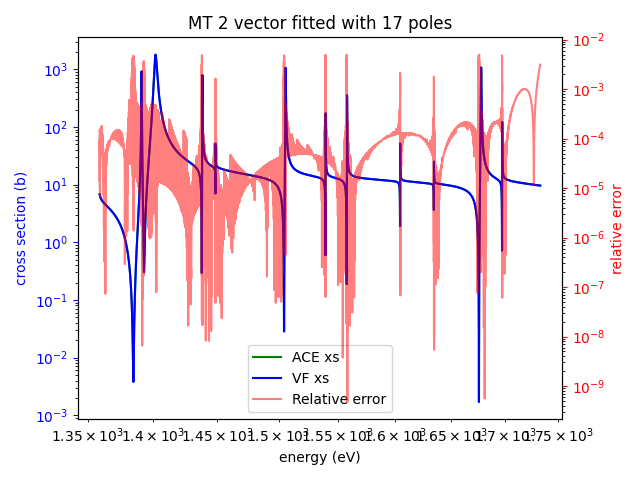 MT 2 vector fitted with 17 poles
cross section (b)
10³
10²
10¹
10⁰
10⁻¹
10⁻²
10⁻³
10⁻²
10⁻³
10⁻⁴
10⁻⁵
10⁻⁶
10⁻⁷
10⁻⁸
10⁻⁹
relative error
ACE xs
VF xs
Relative error
1.35 × 10³ 1.4 × 10³ 1.45 × 10³ 1.5 × 10³ 1.55 × 10³ 1.6 × 10³ 1.65 × 10³ 1.7 × 10³ 1.75 × 10³
energy (eV)